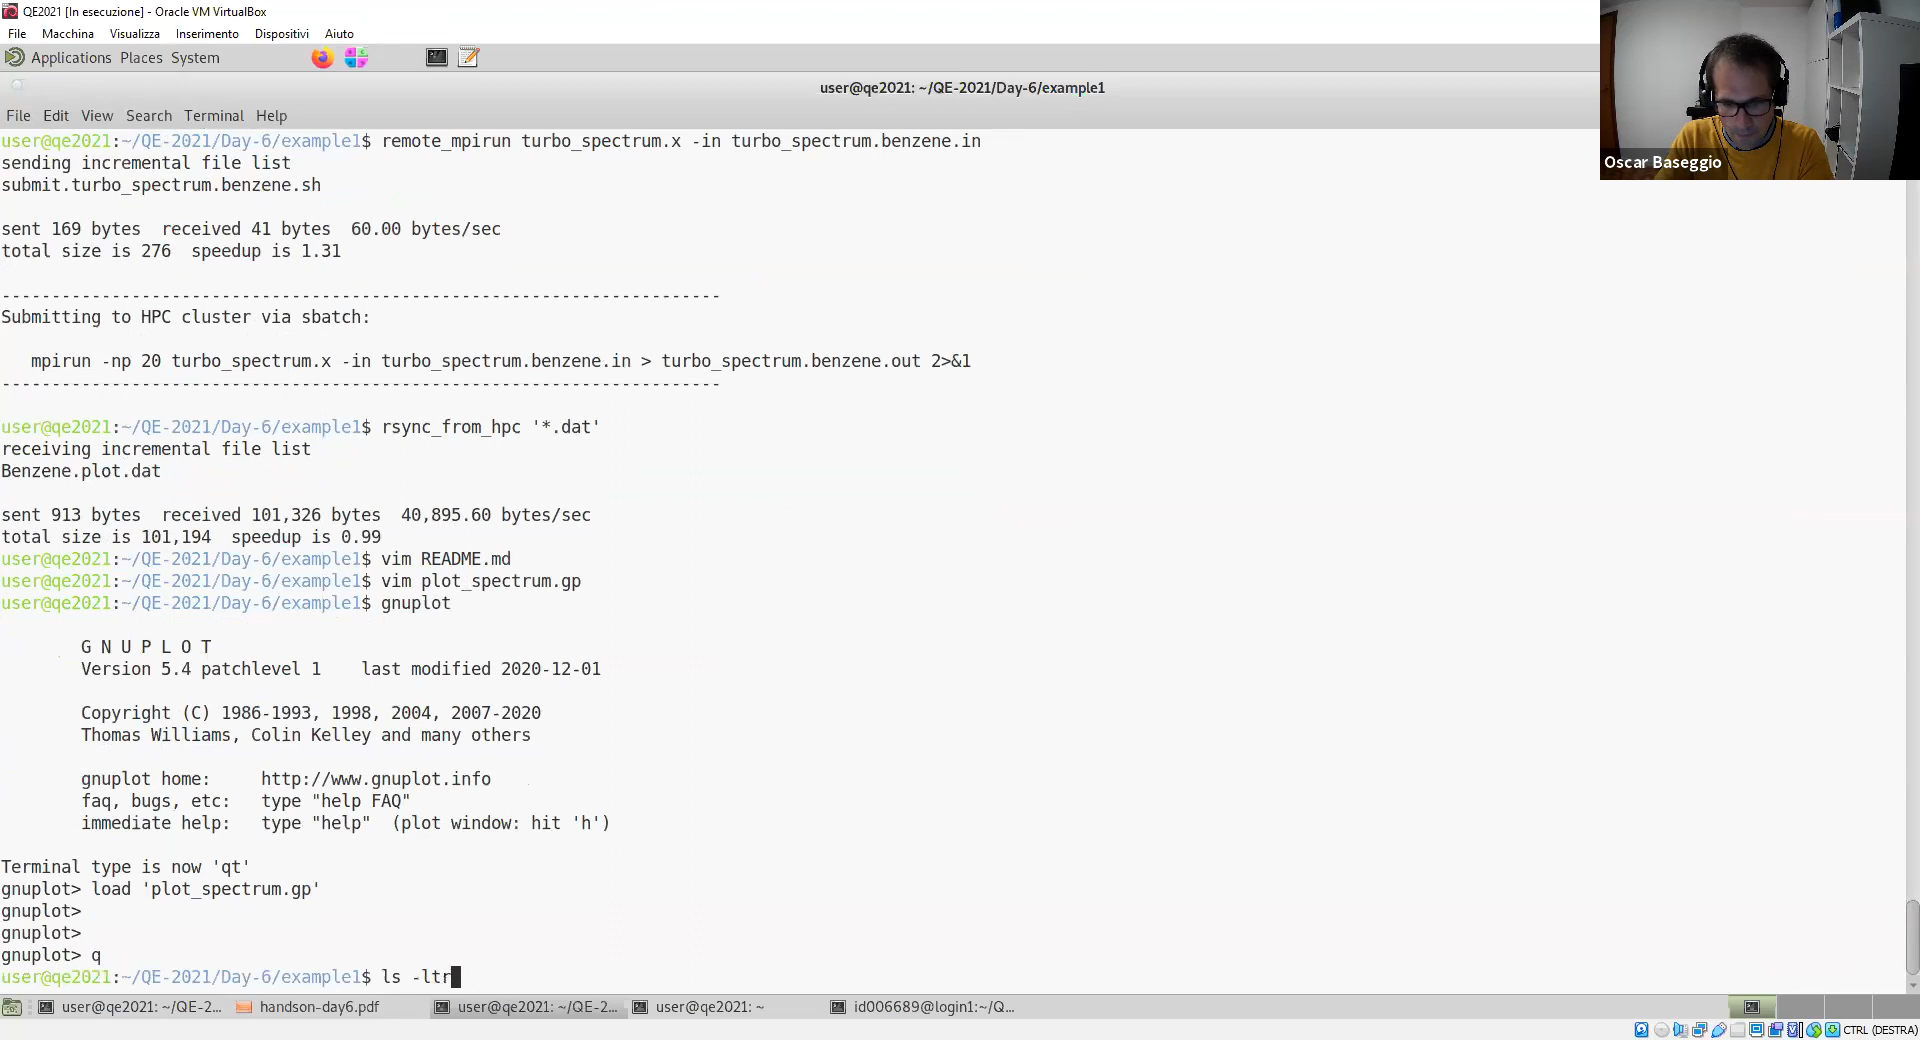 QE2021 [In esecuzione] - Oracle VM VirtualBox
File Macchina Visualizza Inserimento Dispositivi Aiuto
Applications Places System
user@qe2021: ~/QE-2021/Day-6/example1
File Edit View Search Terminal Help
Oscar Baseggio
user@qe2021:~/QE-2021/Day-6/example1$ remote_mpirun turbo_spectrum.x -in turbo_spectrum.benzene.in
sending incremental file list
submit.turbo_spectrum.benzene.sh
sent 169 bytes  received 41 bytes  60.00 bytes/sec
total size is 276  speedup is 1.31
------------------------------------------------------------------------
Submitting to HPC cluster via sbatch:
mpirun -np 20 turbo_spectrum.x -in turbo_spectrum.benzene.in > turbo_spectrum.benzene.out 2>&1
------------------------------------------------------------------------
user@qe2021:~/QE-2021/Day-6/example1$ rsync_from_hpc '*.dat'
receiving incremental file list
Benzene.plot.dat
sent 913 bytes  received 101,326 bytes  40,895.60 bytes/sec
total size is 101,194  speedup is 0.99
user@qe2021:~/QE-2021/Day-6/example1$ vim README.md
user@qe2021:~/QE-2021/Day-6/example1$ vim plot_spectrum.gp
user@qe2021:~/QE-2021/Day-6/example1$ gnuplot
G N U P L O T
Version 5.4 patchlevel 1    last modified 2020-12-01
Copyright (C) 1986-1993, 1998, 2004, 2007-2020
Thomas Williams, Colin Kelley and many others
gnuplot home:     http://www.gnuplot.info
faq, bugs, etc:   type "help FAQ"
immediate help:   type "help"  (plot window: hit 'h')
Terminal type is now 'qt'
gnuplot> load 'plot_spectrum.gp'
gnuplot>
gnuplot>
gnuplot> q
user@qe2021:~/QE-2021/Day-6/example1$ ls -ltr
user@qe2021: ~/QE-2... handson-day6.pdf user@qe2021: ~/QE-2... user@qe2021: ~ id006689@login1:~/Q...
CTRL (DESTRA)